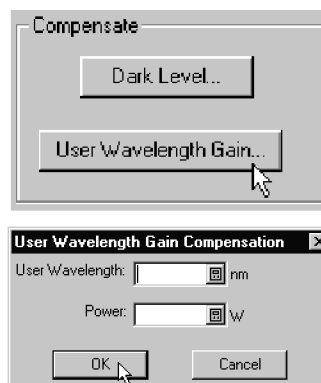 Compensate
Dark Level...
User Wavelength Gain...
User Wavelength Gain Compensation
User Wavelength: nm
Power: W
OK Cancel